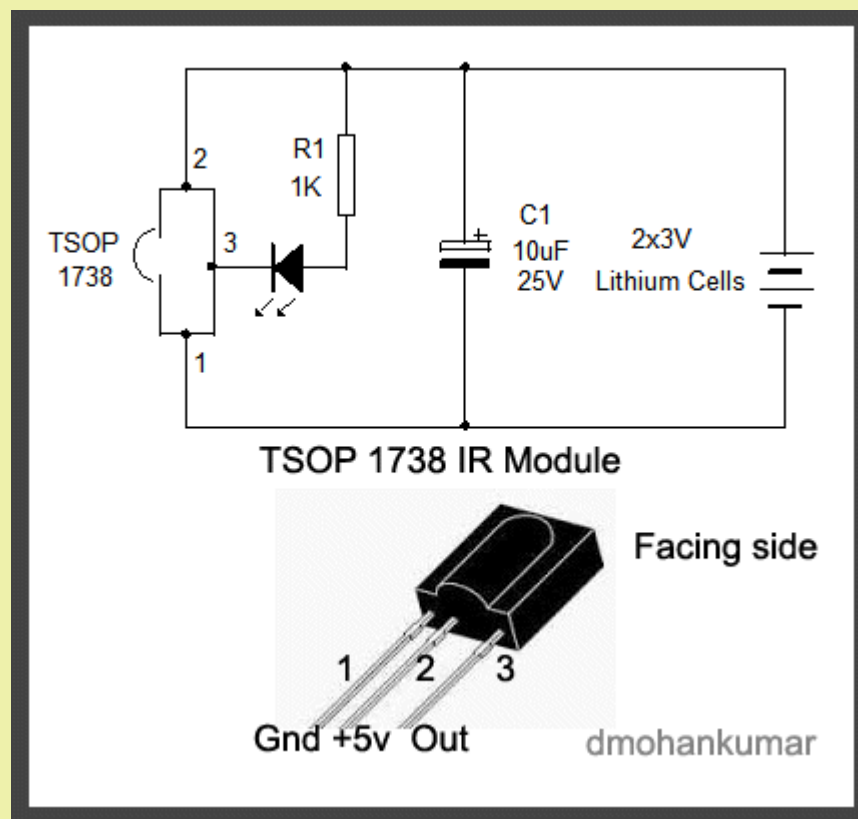 R1
1K
2
TSOP
1738
3
1
C1
+
10uF
25V
2x3V
Lithium Cells
TSOP 1738 IR Module
Facing side
1 2 3
Gnd +5v Out
dmohankumar